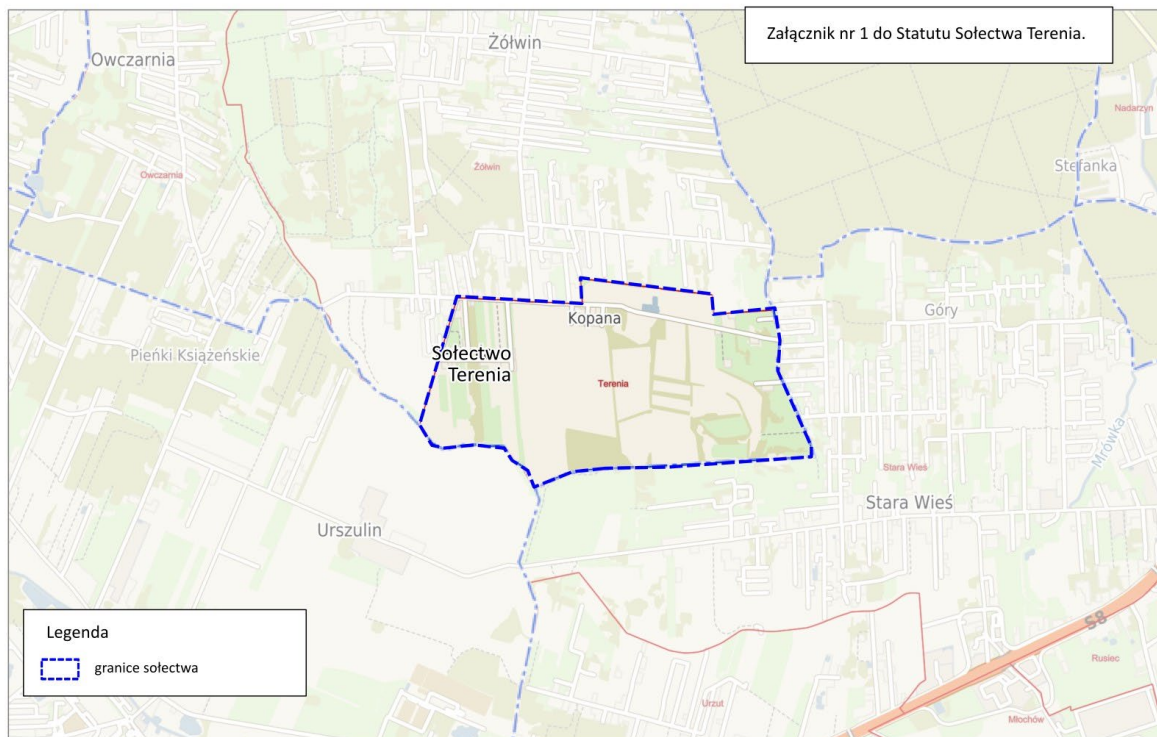 Załącznik nr 1 do Statutu Sołectwa Terenia.
Żółwin
Owczarnia
Nadarzyn
Stefanka
Żółwin
Owczarnia
Góry
Kopana
Pieńki Książeńskie
Sołectwo
Terenia
Terenia
Mrówka
Stara Wieś
Stara Wieś
Urszulin
S8
Legenda
granice sołectwa
Rusiec
Urzut
Młochów